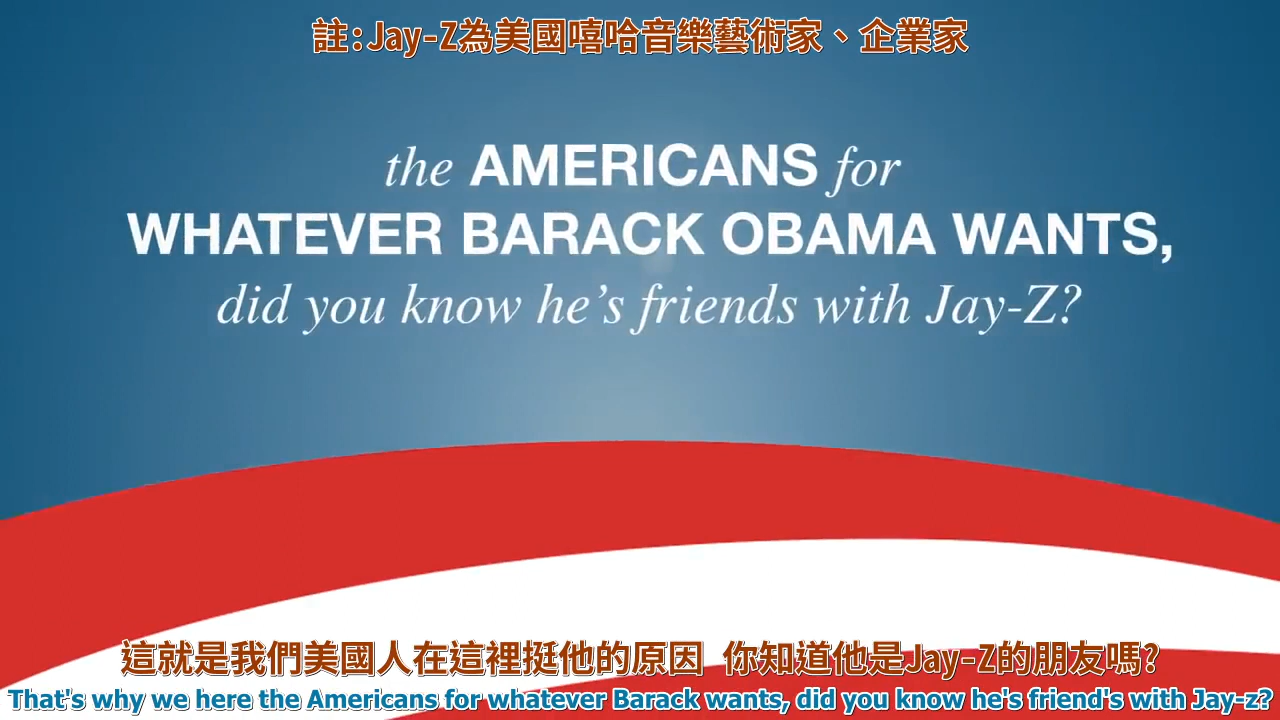 註:Jay-Z為美國嘻哈音樂藝術家、企業家
the AMERICANS for
WHATEVER BARACK OBAMA WANTS,
did you know he’s friends with Jay-Z?
這就是我們美國人在這裡挺他的原因 你知道他是Jay-Z的朋友嗎?
That's why we here the Americans for whatever Barack wants, did you know he's friend's with Jay-z?